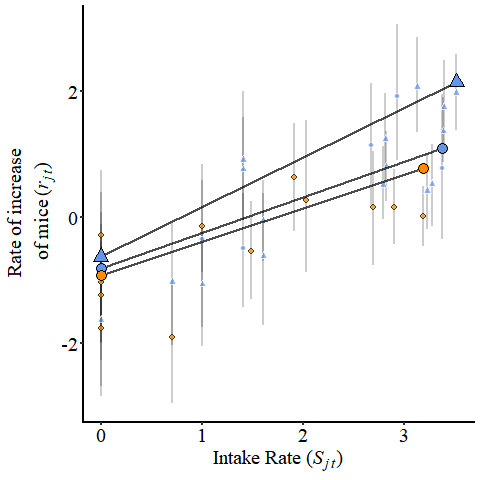 Rate of increase
of mice (r_jt)
2
0
-2
0 1 2 3
Intake Rate (S_jt)